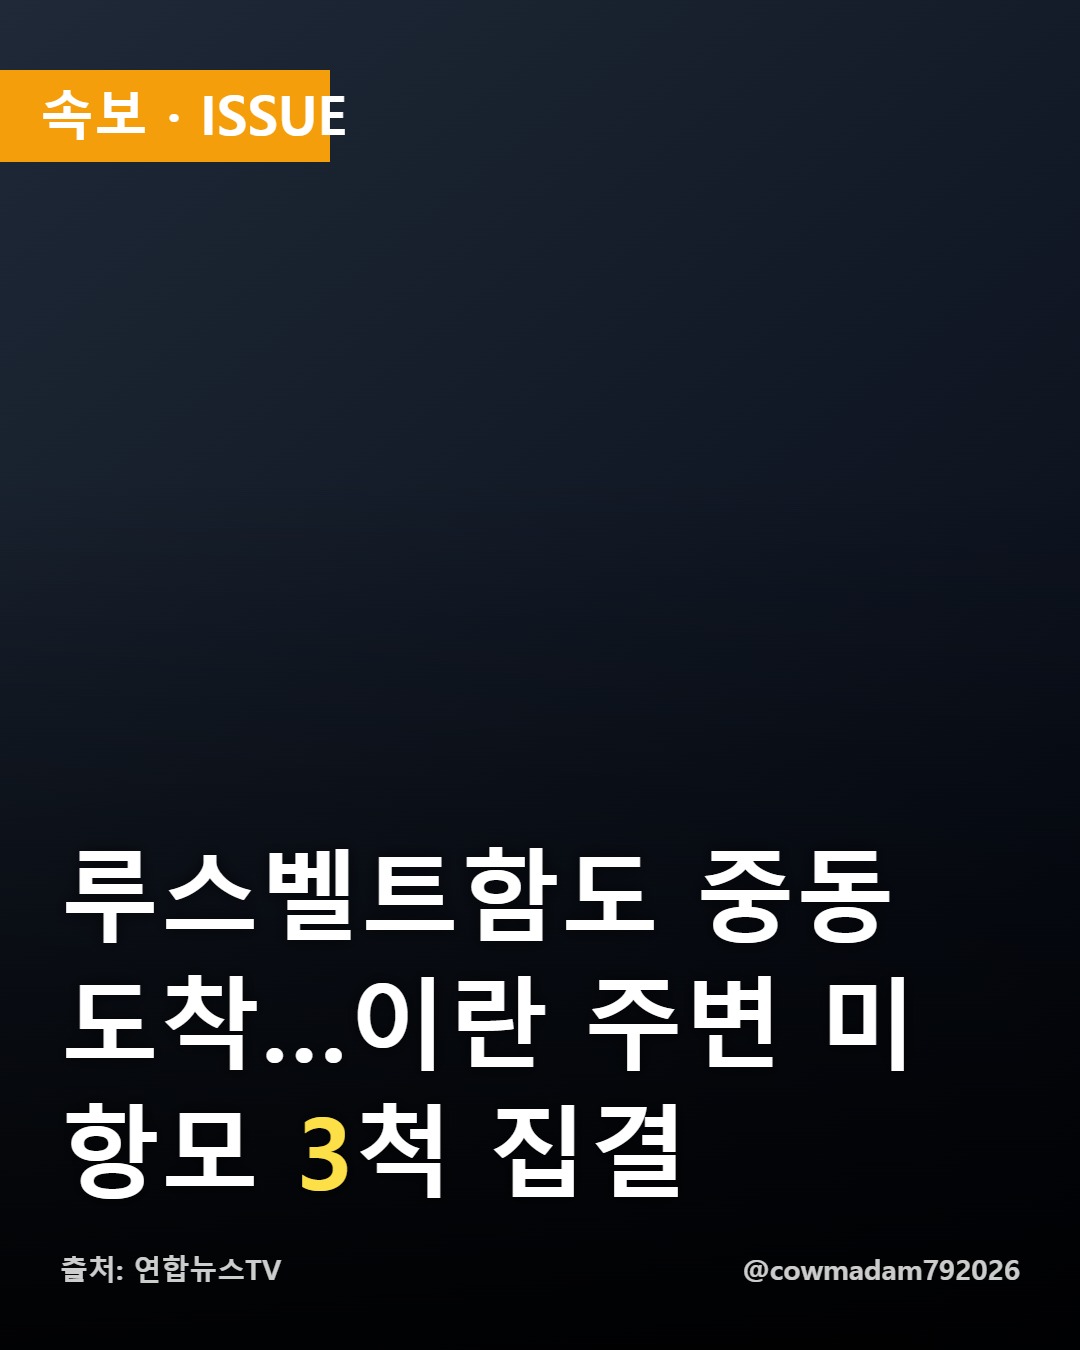 속보 · ISSUE
루스벨트함도 중동
도착...이란 주변 미
항모 3척 집결
출처: 연합뉴스TV
@cowmadam792026